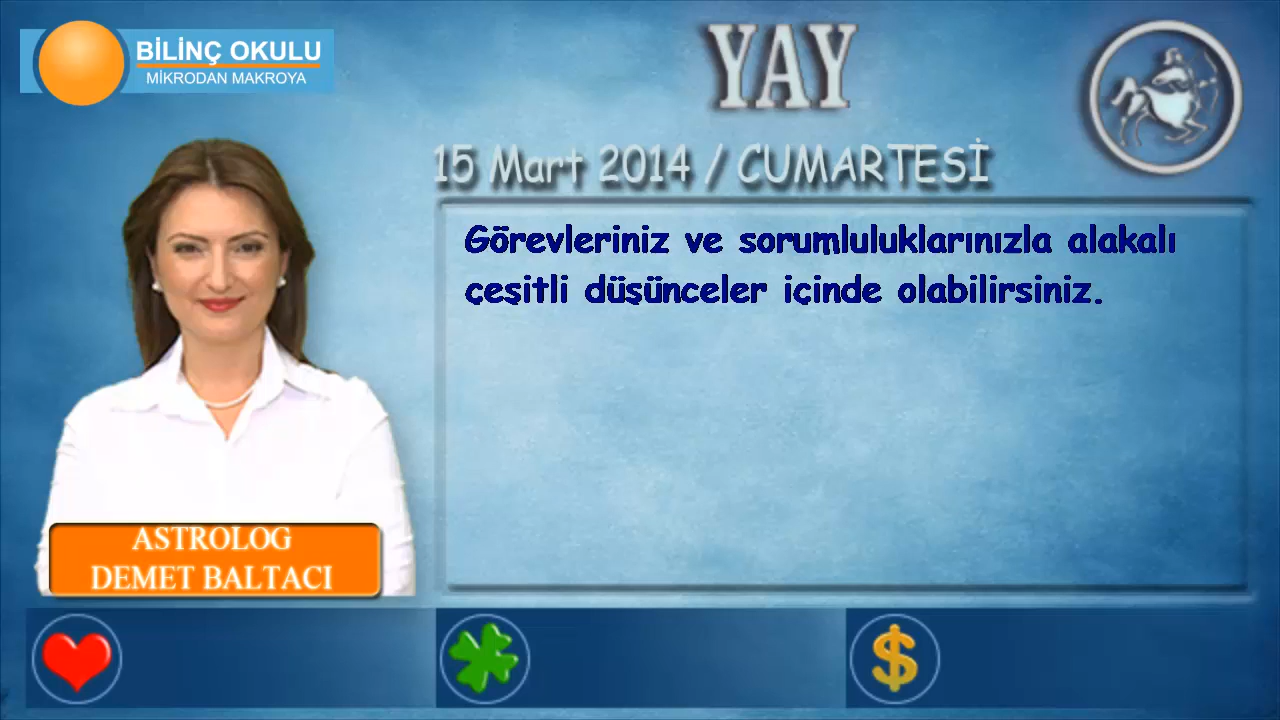 BİLİNÇ OKULU
MİKRODAN MAKROYA
YAY
15 Mart 2014 / CUMARTESİ
Görevleriniz ve sorumluluklarınızla alakalı
çeşitli düşünceler içinde olabilirsiniz.
ASTROLOG
DEMET BALTACI
$